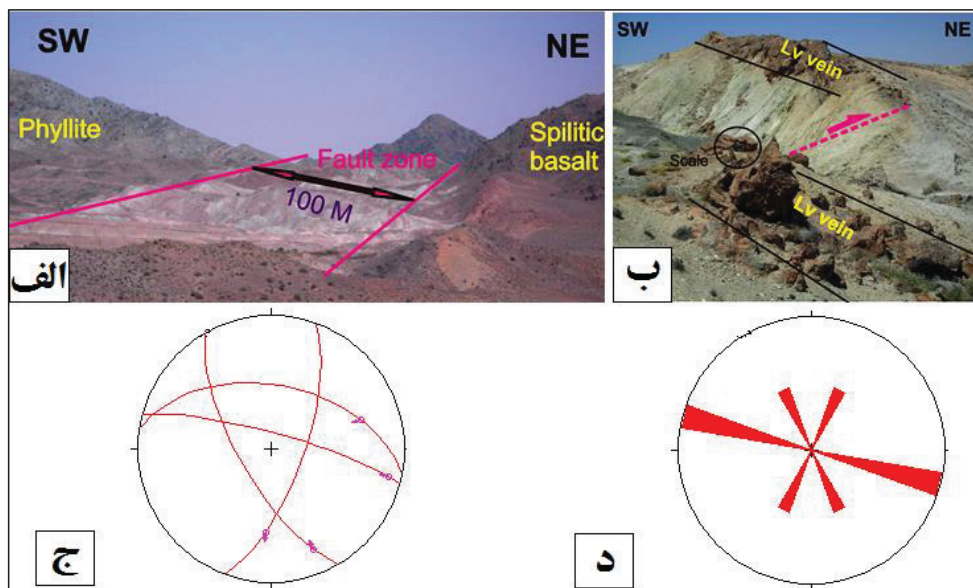 SW
NE
Phyllite
Spilitic
basalt
Fault zone
100 M
الف
SW
NE
Lv vein
Scale
Lv vein
ب
ج
د